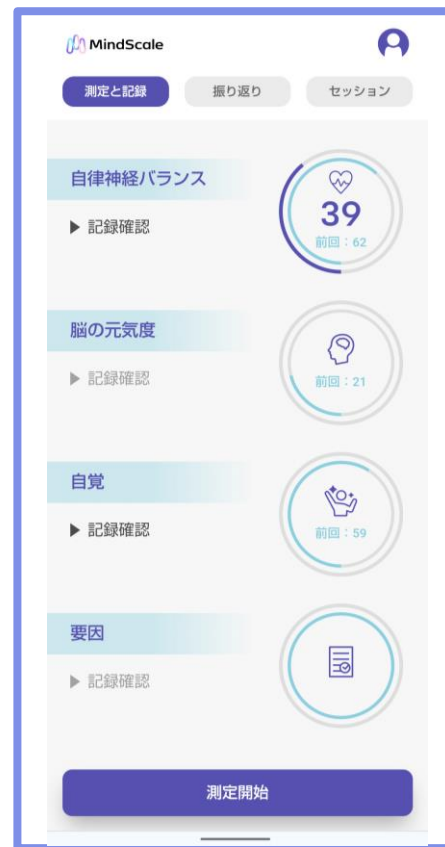 MindScale
測定と記録 振り返り セッション
自律神経バランス
▶ 記録確認
39
前回：62
脳の元気度
▶ 記録確認
前回：21
自覚
▶ 記録確認
前回：59
要因
▶ 記録確認
測定開始